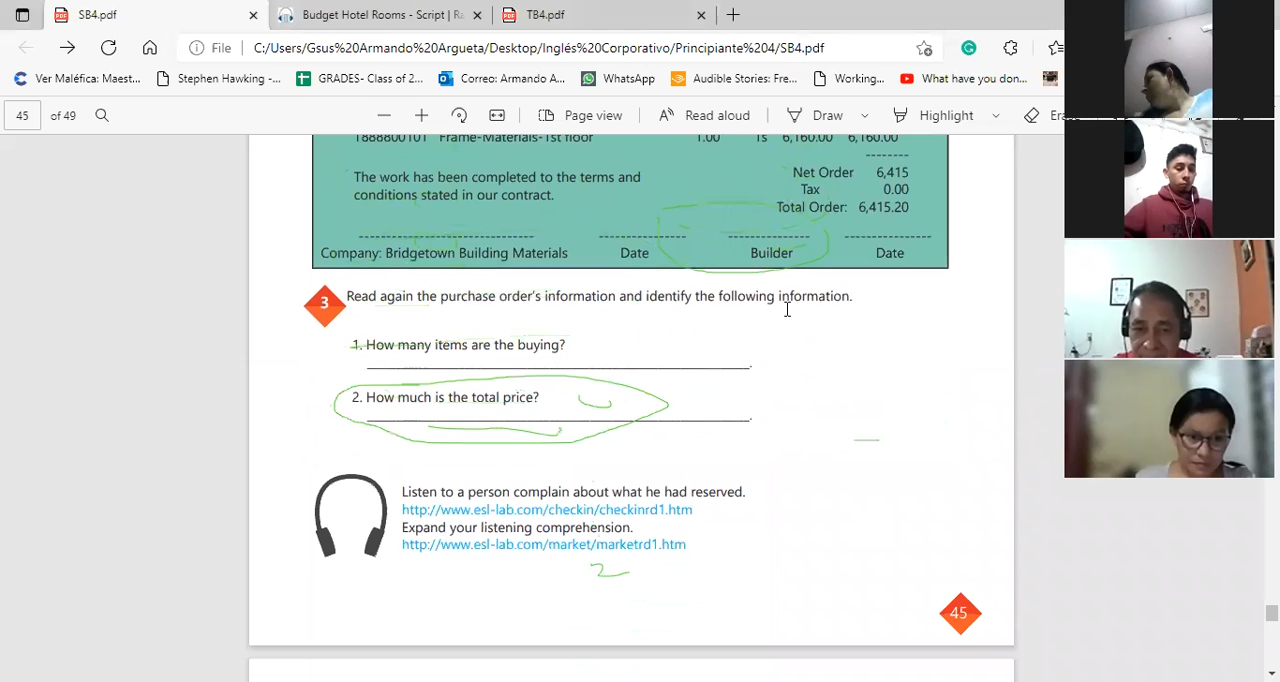 SB4.pdf
Budget Hotel Rooms - Script | Ra
TB4.pdf
File
C:/Users/Gsus%20Armando%20Argueta/Desktop/Inglés%20Corporativo/Principiante%204/SB4.pdf
Ver Maléfica: Maest...
Stephen Hawking -...
GRADES- Class of 2...
Correo: Armando A...
WhatsApp
Audible Stories: Fre...
Working...
What have you don...
45 of 49
Page view
Read aloud
Draw
Highlight
Era
1888800101 Frame-Materials-1st floor 1.00 Ts 6,160.00 6,160.00
--------
The work has been completed to the terms and
conditions stated in our contract.
Net Order 6,415
Tax 0.00
Total Order: 6,415.20
Company: Bridgetown Building Materials Date Builder Date
3 Read again the purchase order's information and identify the following information.
1. How many items are the buying?
2. How much is the total price?
Listen to a person complain about what he had reserved.
http://www.esl-lab.com/checkin/checkinrd1.htm
Expand your listening comprehension.
http://www.esl-lab.com/market/marketrd1.htm
2
45